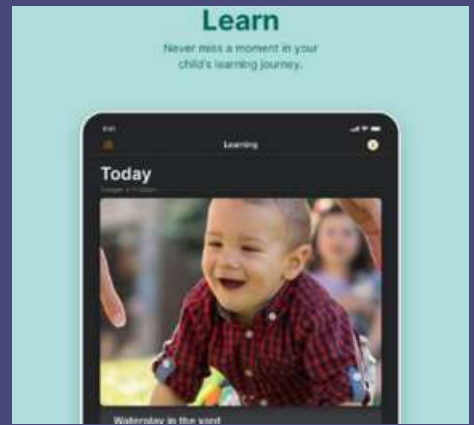 Learn
Never miss a moment in your
child's learning journey.
Learning
Today
Waterplay in the yard